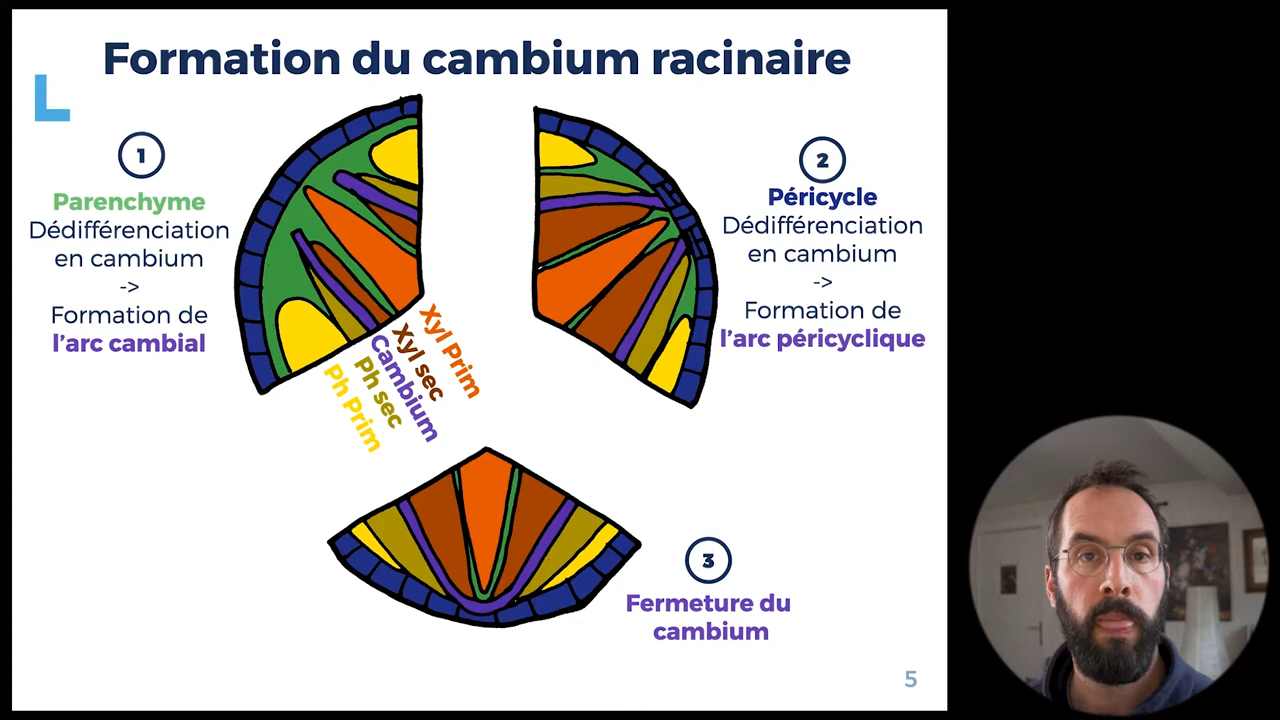 Formation du cambium racinaire
1
Parenchyme
Dédifférenciation
en cambium
->
Formation de
l'arc cambial
2
Péricycle
Dédifférenciation
en cambium
->
Formation de
l'arc péricyclique
Xyl Prim
Xyl sec
Cambium
Ph sec
Ph Prim
3
Fermeture du
cambium
5